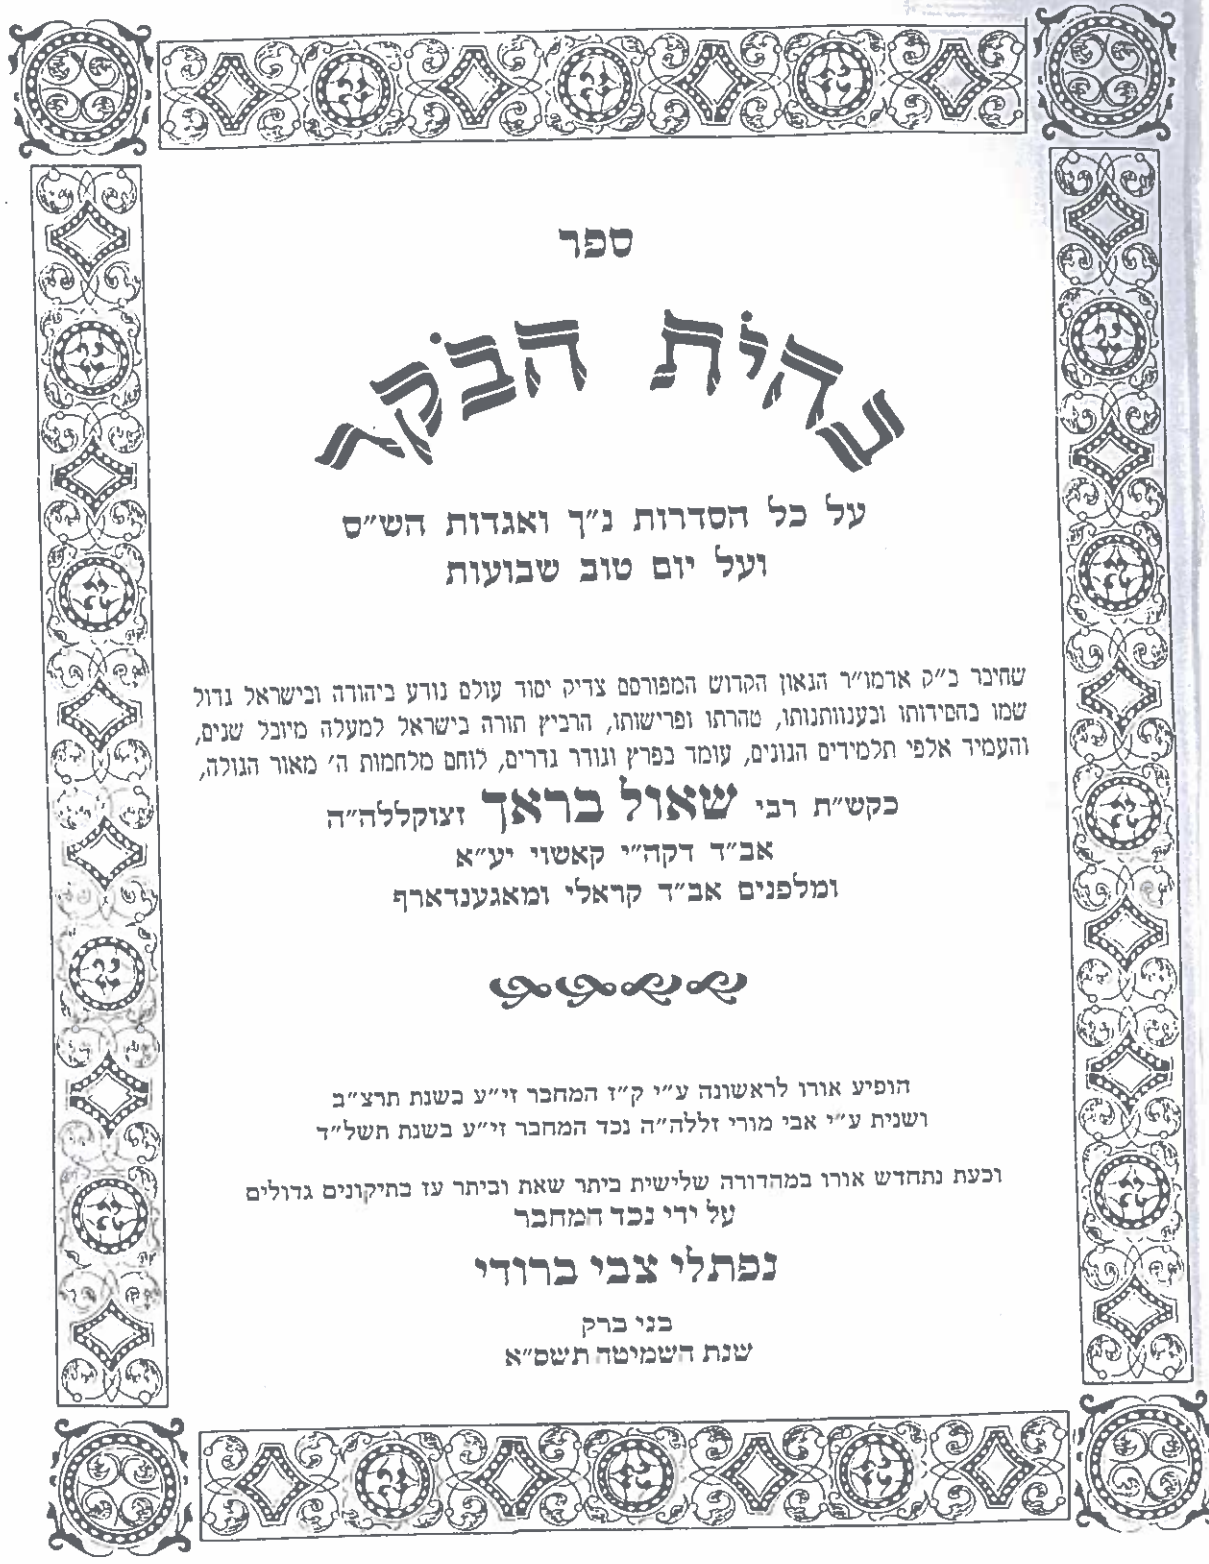 ספר
בהיֹת הבֹקר
על כל הסדרות נ״ך ואגדות הש״ס
ועל יום טוב שבועות
שחיבר כ״ק אדמו״ר הגאון הקדוש המפורסם צדיק יסוד עולם נודע ביהודה ובישראל גדול
שמו בחסידותו ובענוותנותו, טהרתו ופרישותו, הרביץ תורה בישראל למעלה מיובל שנים,
והעמיד אלפי תלמידים הגונים, עומד בפרץ וגודר גדרים, לוחם מלחמות ה׳ מאור הגולה,
כקש״ת רבי שאול בראך זצוקללה״ה
אב״ד דקה״י קאשוי יע״א
ומלפנים אב״ד קראלי ומאגענדארף
הופיע אורו לראשונה ע״י ק״ז המחבר זי״ע בשנת תרצ״ב
ושנית ע״י אבי מורי זללה״ה נכד המחבר זי״ע בשנת תשל״ד
וכעת נתחדש אורו במהדורה שלישית ביתר שאת וביתר עז בתיקונים גדולים
על ידי נכד המחבר
נפתלי צבי ברודי
בני ברק
שנת השמיטה תשס״א